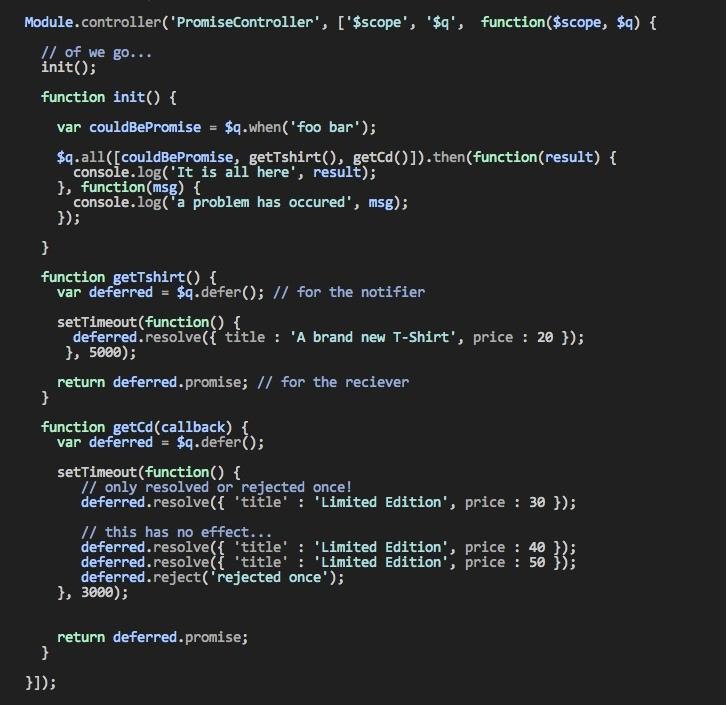 Module.controller('PromiseController', ['$scope', '$q',  function($scope, $q) {
// of we go...
init();
function init() {
var couldBePromise = $q.when('foo bar');
$q.all([couldBePromise, getTshirt(), getCd()]).then(function(result) {
console.log('It is all here', result);
}, function(msg) {
console.log('a problem has occured', msg);
});
}
function getTshirt() {
var deferred = $q.defer(); // for the notifier
setTimeout(function() {
deferred.resolve({ title : 'A brand new T-Shirt', price : 20 });
}, 5000);
return deferred.promise; // for the reciever
}
function getCd(callback) {
var deferred = $q.defer();
setTimeout(function() {
// only resolved or rejected once!
deferred.resolve({ 'title' : 'Limited Edition', price : 30 });
// this has no effect...
deferred.resolve({ 'title' : 'Limited Edition', price : 40 });
deferred.resolve({ 'title' : 'Limited Edition', price : 50 });
deferred.reject('rejected once');
}, 3000);
return deferred.promise;
}
}]);